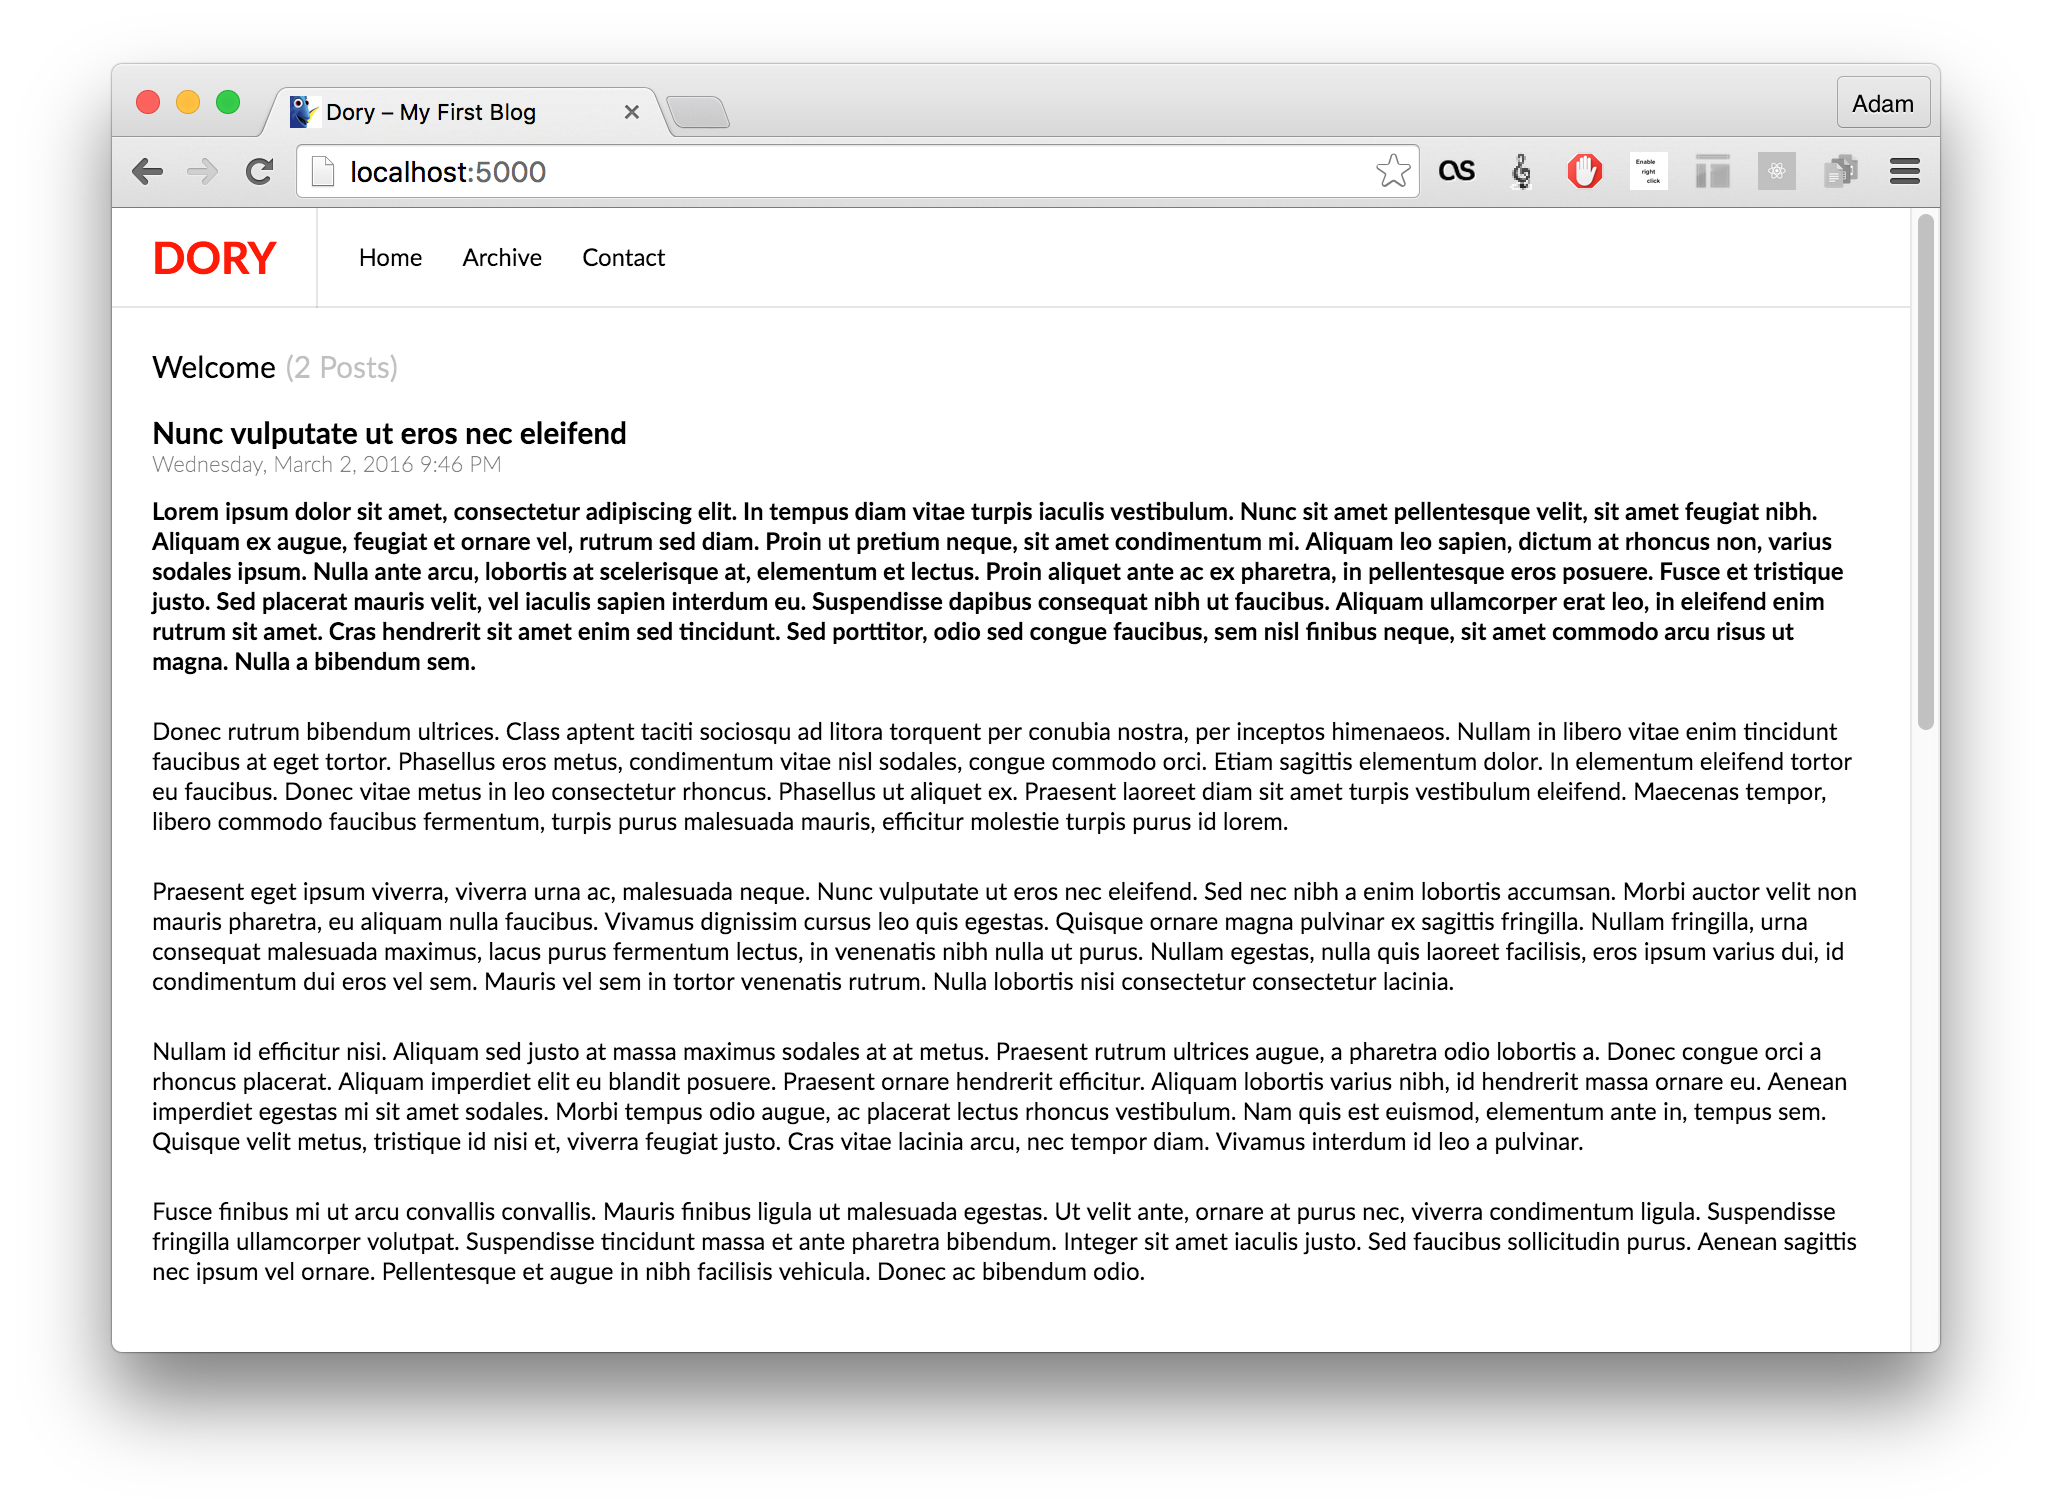 Dory – My First Blog
Adam
localhost:5000
Enable
right
click
DORY
Home Archive Contact
Welcome (2 Posts)
Nunc vulputate ut eros nec eleifend
Wednesday, March 2, 2016 9:46 PM
Lorem ipsum dolor sit amet, consectetur adipiscing elit. In tempus diam vitae turpis iaculis vestibulum. Nunc sit amet pellentesque velit, sit amet feugiat nibh.
Aliquam ex augue, feugiat et ornare vel, rutrum sed diam. Proin ut pretium neque, sit amet condimentum mi. Aliquam leo sapien, dictum at rhoncus non, varius
sodales ipsum. Nulla ante arcu, lobortis at scelerisque at, elementum et lectus. Proin aliquet ante ac ex pharetra, in pellentesque eros posuere. Fusce et tristique
justo. Sed placerat mauris velit, vel iaculis sapien interdum eu. Suspendisse dapibus consequat nibh ut faucibus. Aliquam ullamcorper erat leo, in eleifend enim
rutrum sit amet. Cras hendrerit sit amet enim sed tincidunt. Sed porttitor, odio sed congue faucibus, sem nisl finibus neque, sit amet commodo arcu risus ut
magna. Nulla a bibendum sem.
Donec rutrum bibendum ultrices. Class aptent taciti sociosqu ad litora torquent per conubia nostra, per inceptos himenaeos. Nullam in libero vitae enim tincidunt
faucibus at eget tortor. Phasellus eros metus, condimentum vitae nisl sodales, congue commodo orci. Etiam sagittis elementum dolor. In elementum eleifend tortor
eu faucibus. Donec vitae metus in leo consectetur rhoncus. Phasellus ut aliquet ex. Praesent laoreet diam sit amet turpis vestibulum eleifend. Maecenas tempor,
libero commodo faucibus fermentum, turpis purus malesuada mauris, efficitur molestie turpis purus id lorem.
Praesent eget ipsum viverra, viverra urna ac, malesuada neque. Nunc vulputate ut eros nec eleifend. Sed nec nibh a enim lobortis accumsan. Morbi auctor velit non
mauris pharetra, eu aliquam nulla faucibus. Vivamus dignissim cursus leo quis egestas. Quisque ornare magna pulvinar ex sagittis fringilla. Nullam fringilla, urna
consequat malesuada maximus, lacus purus fermentum lectus, in venenatis nibh nulla ut purus. Nullam egestas, nulla quis laoreet facilisis, eros ipsum varius dui, id
condimentum dui eros vel sem. Mauris vel sem in tortor venenatis rutrum. Nulla lobortis nisi consectetur consectetur lacinia.
Nullam id efficitur nisi. Aliquam sed justo at massa maximus sodales at at metus. Praesent rutrum ultrices augue, a pharetra odio lobortis a. Donec congue orci a
rhoncus placerat. Aliquam imperdiet elit eu blandit posuere. Praesent ornare hendrerit efficitur. Aliquam lobortis varius nibh, id hendrerit massa ornare eu. Aenean
imperdiet egestas mi sit amet sodales. Morbi tempus odio augue, ac placerat lectus rhoncus vestibulum. Nam quis est euismod, elementum ante in, tempus sem.
Quisque velit metus, tristique id nisi et, viverra feugiat justo. Cras vitae lacinia arcu, nec tempor diam. Vivamus interdum id leo a pulvinar.
Fusce finibus mi ut arcu convallis convallis. Mauris finibus ligula ut malesuada egestas. Ut velit ante, ornare at purus nec, viverra condimentum ligula. Suspendisse
fringilla ullamcorper volutpat. Suspendisse tincidunt massa et ante pharetra bibendum. Integer sit amet iaculis justo. Sed faucibus sollicitudin purus. Aenean sagittis
nec ipsum vel ornare. Pellentesque et augue in nibh facilisis vehicula. Donec ac bibendum odio.